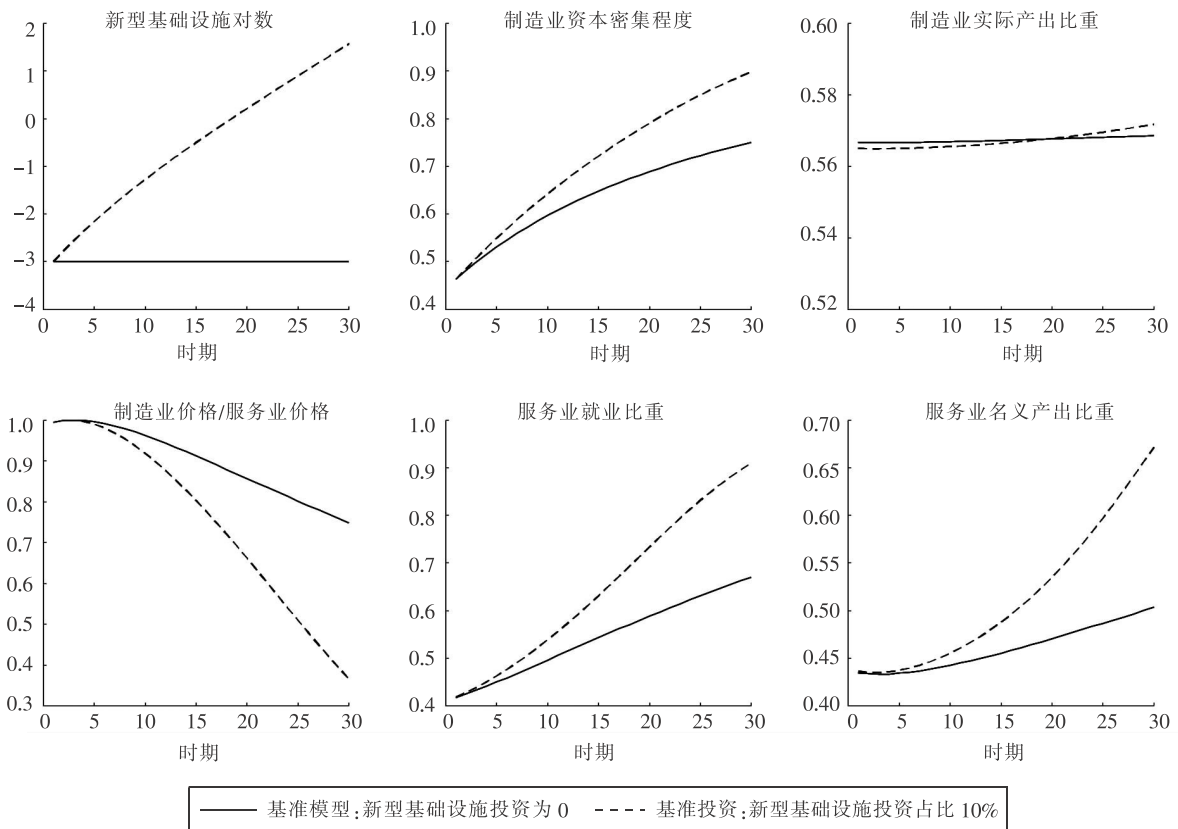 新型基础设施对数
2
1
0
−1
−2
−3
−4
0 5 10 15 20 25 30
时期
制造业资本密集程度
1.0
0.9
0.8
0.7
0.6
0.5
0.4
0 5 10 15 20 25 30
时期
制造业实际产出比重
0.60
0.58
0.56
0.54
0.52
0 5 10 15 20 25 30
时期
制造业价格/服务业价格
1.0
0.9
0.8
0.7
0.6
0.5
0.4
0.3
0 5 10 15 20 25 30
时期
服务业就业比重
1.0
0.9
0.8
0.7
0.6
0.5
0.4
0 5 10 15 20 25 30
时期
服务业名义产出比重
0.70
0.65
0.60
0.55
0.50
0.45
0.40
0 5 10 15 20 25 30
时期
基准模型:新型基础设施投资为 0 基准投资:新型基础设施投资占比 10%